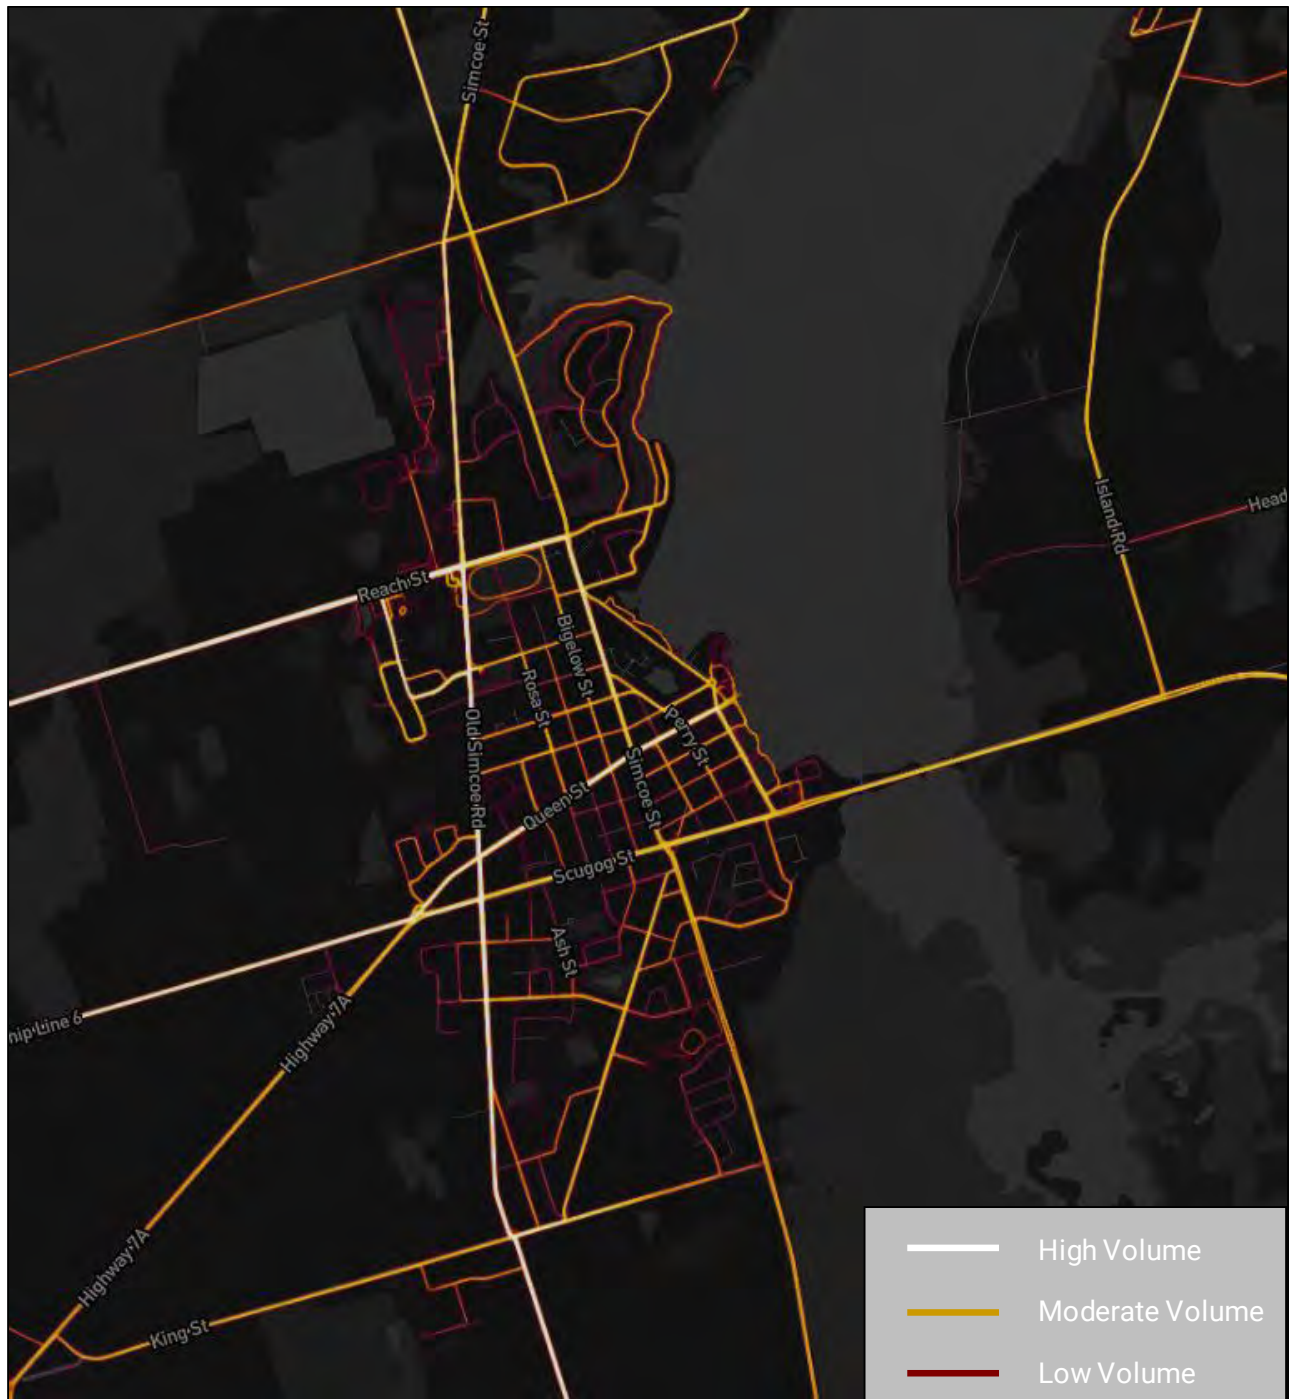 Simcoe St
Island Rd
Head
Reach St
Bigelow St
Rosa St
Perry St
Old Simcoe Rd
Simcoe St
Queen St
Scugog St
Ash St
nip Line 6
Highway 7A
Highway 7A
King St
High Volume
Moderate Volume
Low Volume